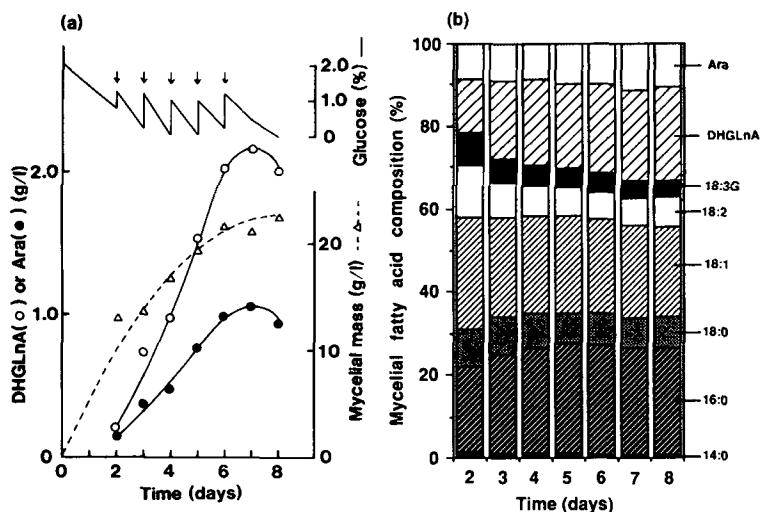 (a)
2.0
1.0
0
Glucose (%)
2.0
1.0
0
DHGLnA(○) or Ara(●) (g/l)
20
10
0
Mycelial mass (g/l) --△--
0 2 4 6 8
Time (days)
(b)
100
80
60
40
20
0
Mycelial fatty acid composition (%)
Ara
DHGLnA
18:3G
18:2
18:1
18:0
16:0
14:0
2 3 4 5 6 7 8
Time (days)